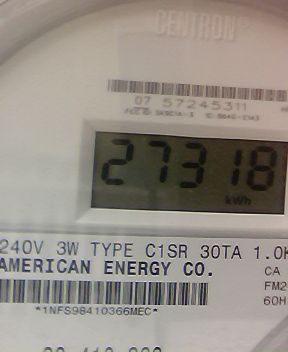 CENTRON®
07 57245311
27318
kWh
240V 3W TYPE C1SR 30TA 1.0K
AMERICAN ENERGY CO.
CA
FM2
60H
*1NFS98410366MEC*